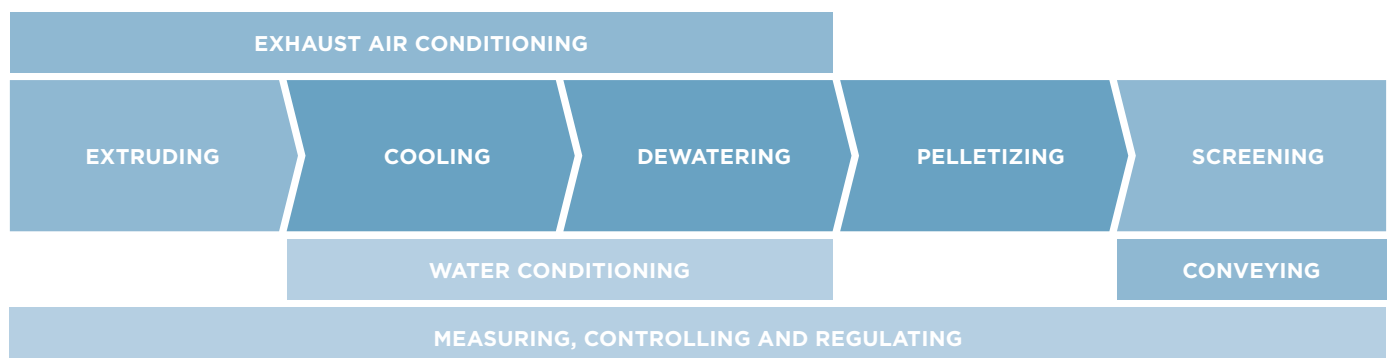 EXHAUST AIR CONDITIONING
EXTRUDING
COOLING
DEWATERING
PELLETIZING
SCREENING
WATER CONDITIONING
CONVEYING
MEASURING, CONTROLLING AND REGULATING